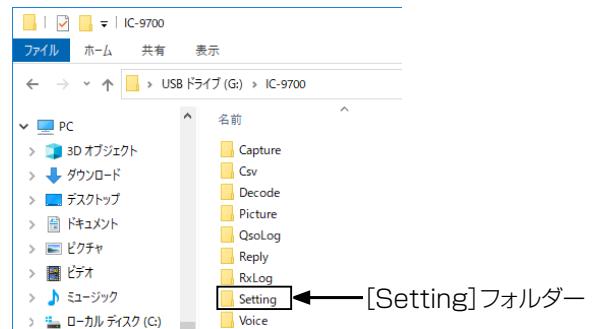 IC-9700
ファイル ホーム 共有 表示
USB ドライブ (G:) › IC-9700
名前
PC
3D オブジェクト
ダウンロード
デスクトップ
ドキュメント
ピクチャ
ビデオ
ミュージック
ローカル ディスク (C:)
Capture
Csv
Decode
Picture
QsoLog
Reply
RxLog
Setting
Voice
[Setting]フォルダー